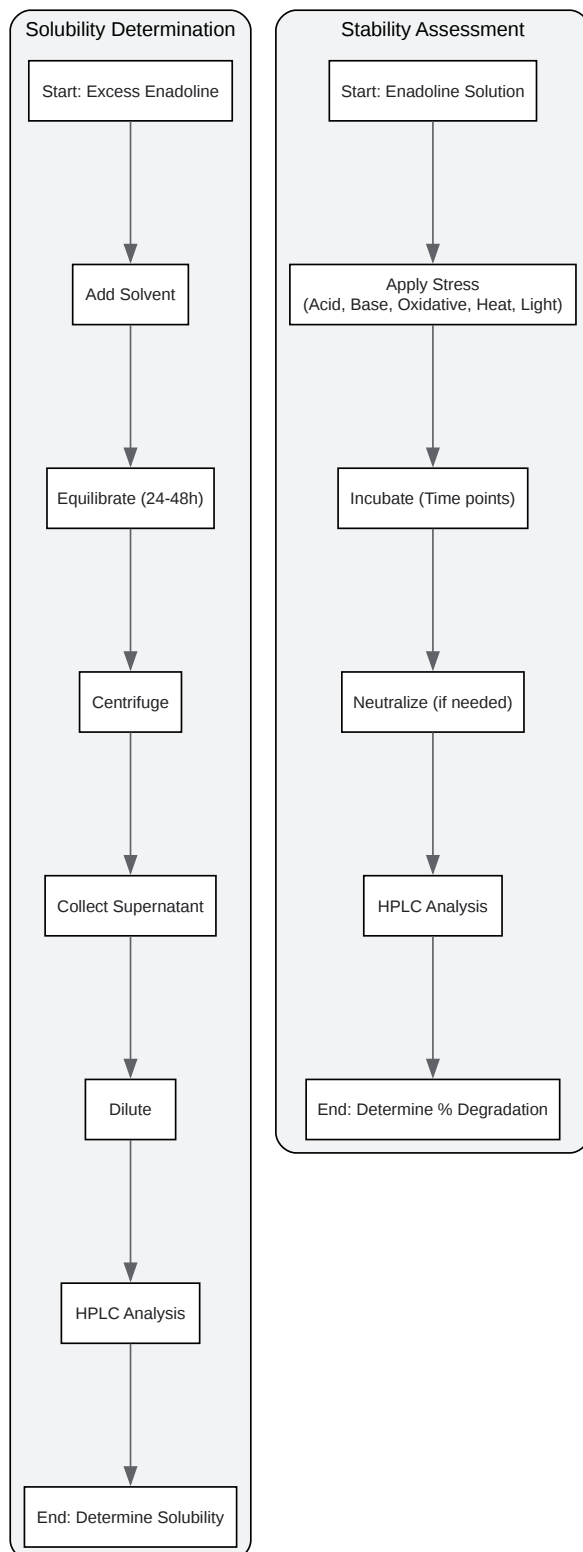 Solubility Determination
Start: Excess Enadoline
Add Solvent
Equilibrate (24-48h)
Centrifuge
Collect Supernatant
Dilute
HPLC Analysis
End: Determine Solubility
Stability Assessment
Start: Enadoline Solution
Apply Stress
(Acid, Base, Oxidative, Heat, Light)
Incubate (Time points)
Neutralize (if needed)
HPLC Analysis
End: Determine % Degradation